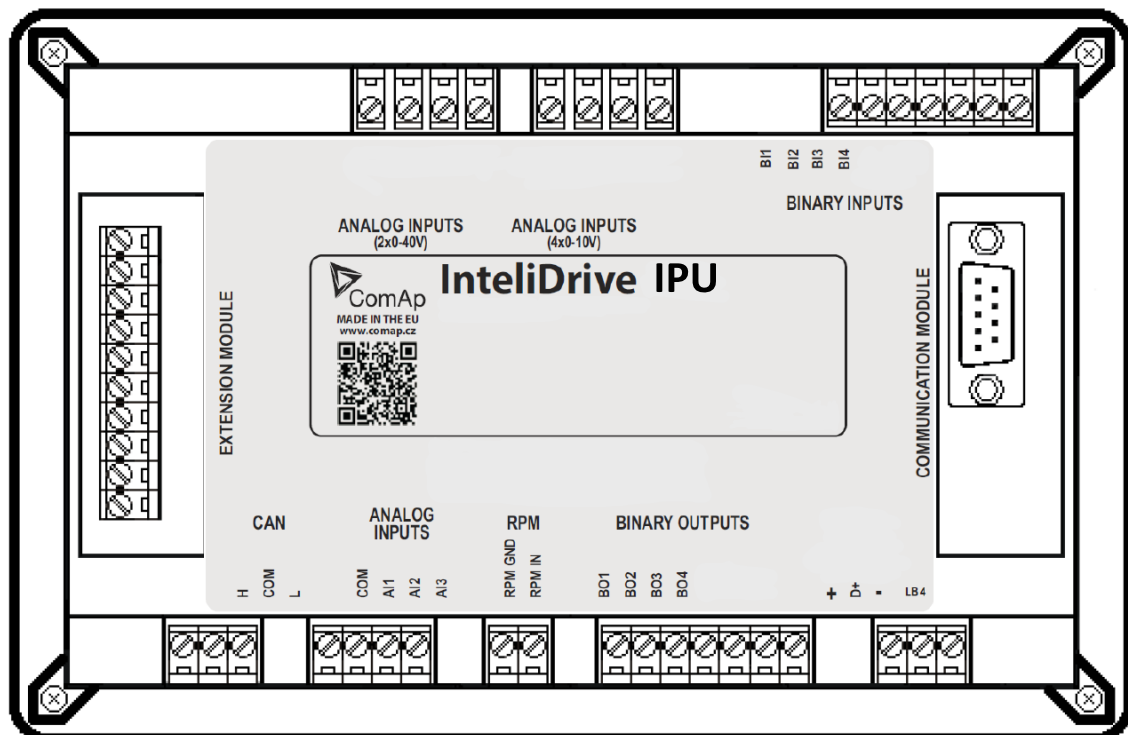 BI1
BI2
BI3
BI4
BINARY INPUTS
ANALOG INPUTS
(2x0-40V)
ANALOG INPUTS
(4x0-10V)
InteliDrive IPU
ComAp
MADE IN THE EU
www.comap.cz
EXTENSION MODULE
COMMUNICATION MODULE
CAN
ANALOG
INPUTS
RPM
BINARY OUTPUTS
H
COM
L
COM
AI1
AI2
AI3
RPM GND
RPM IN
BO1
BO2
BO3
BO4
+
D+
-
LB4